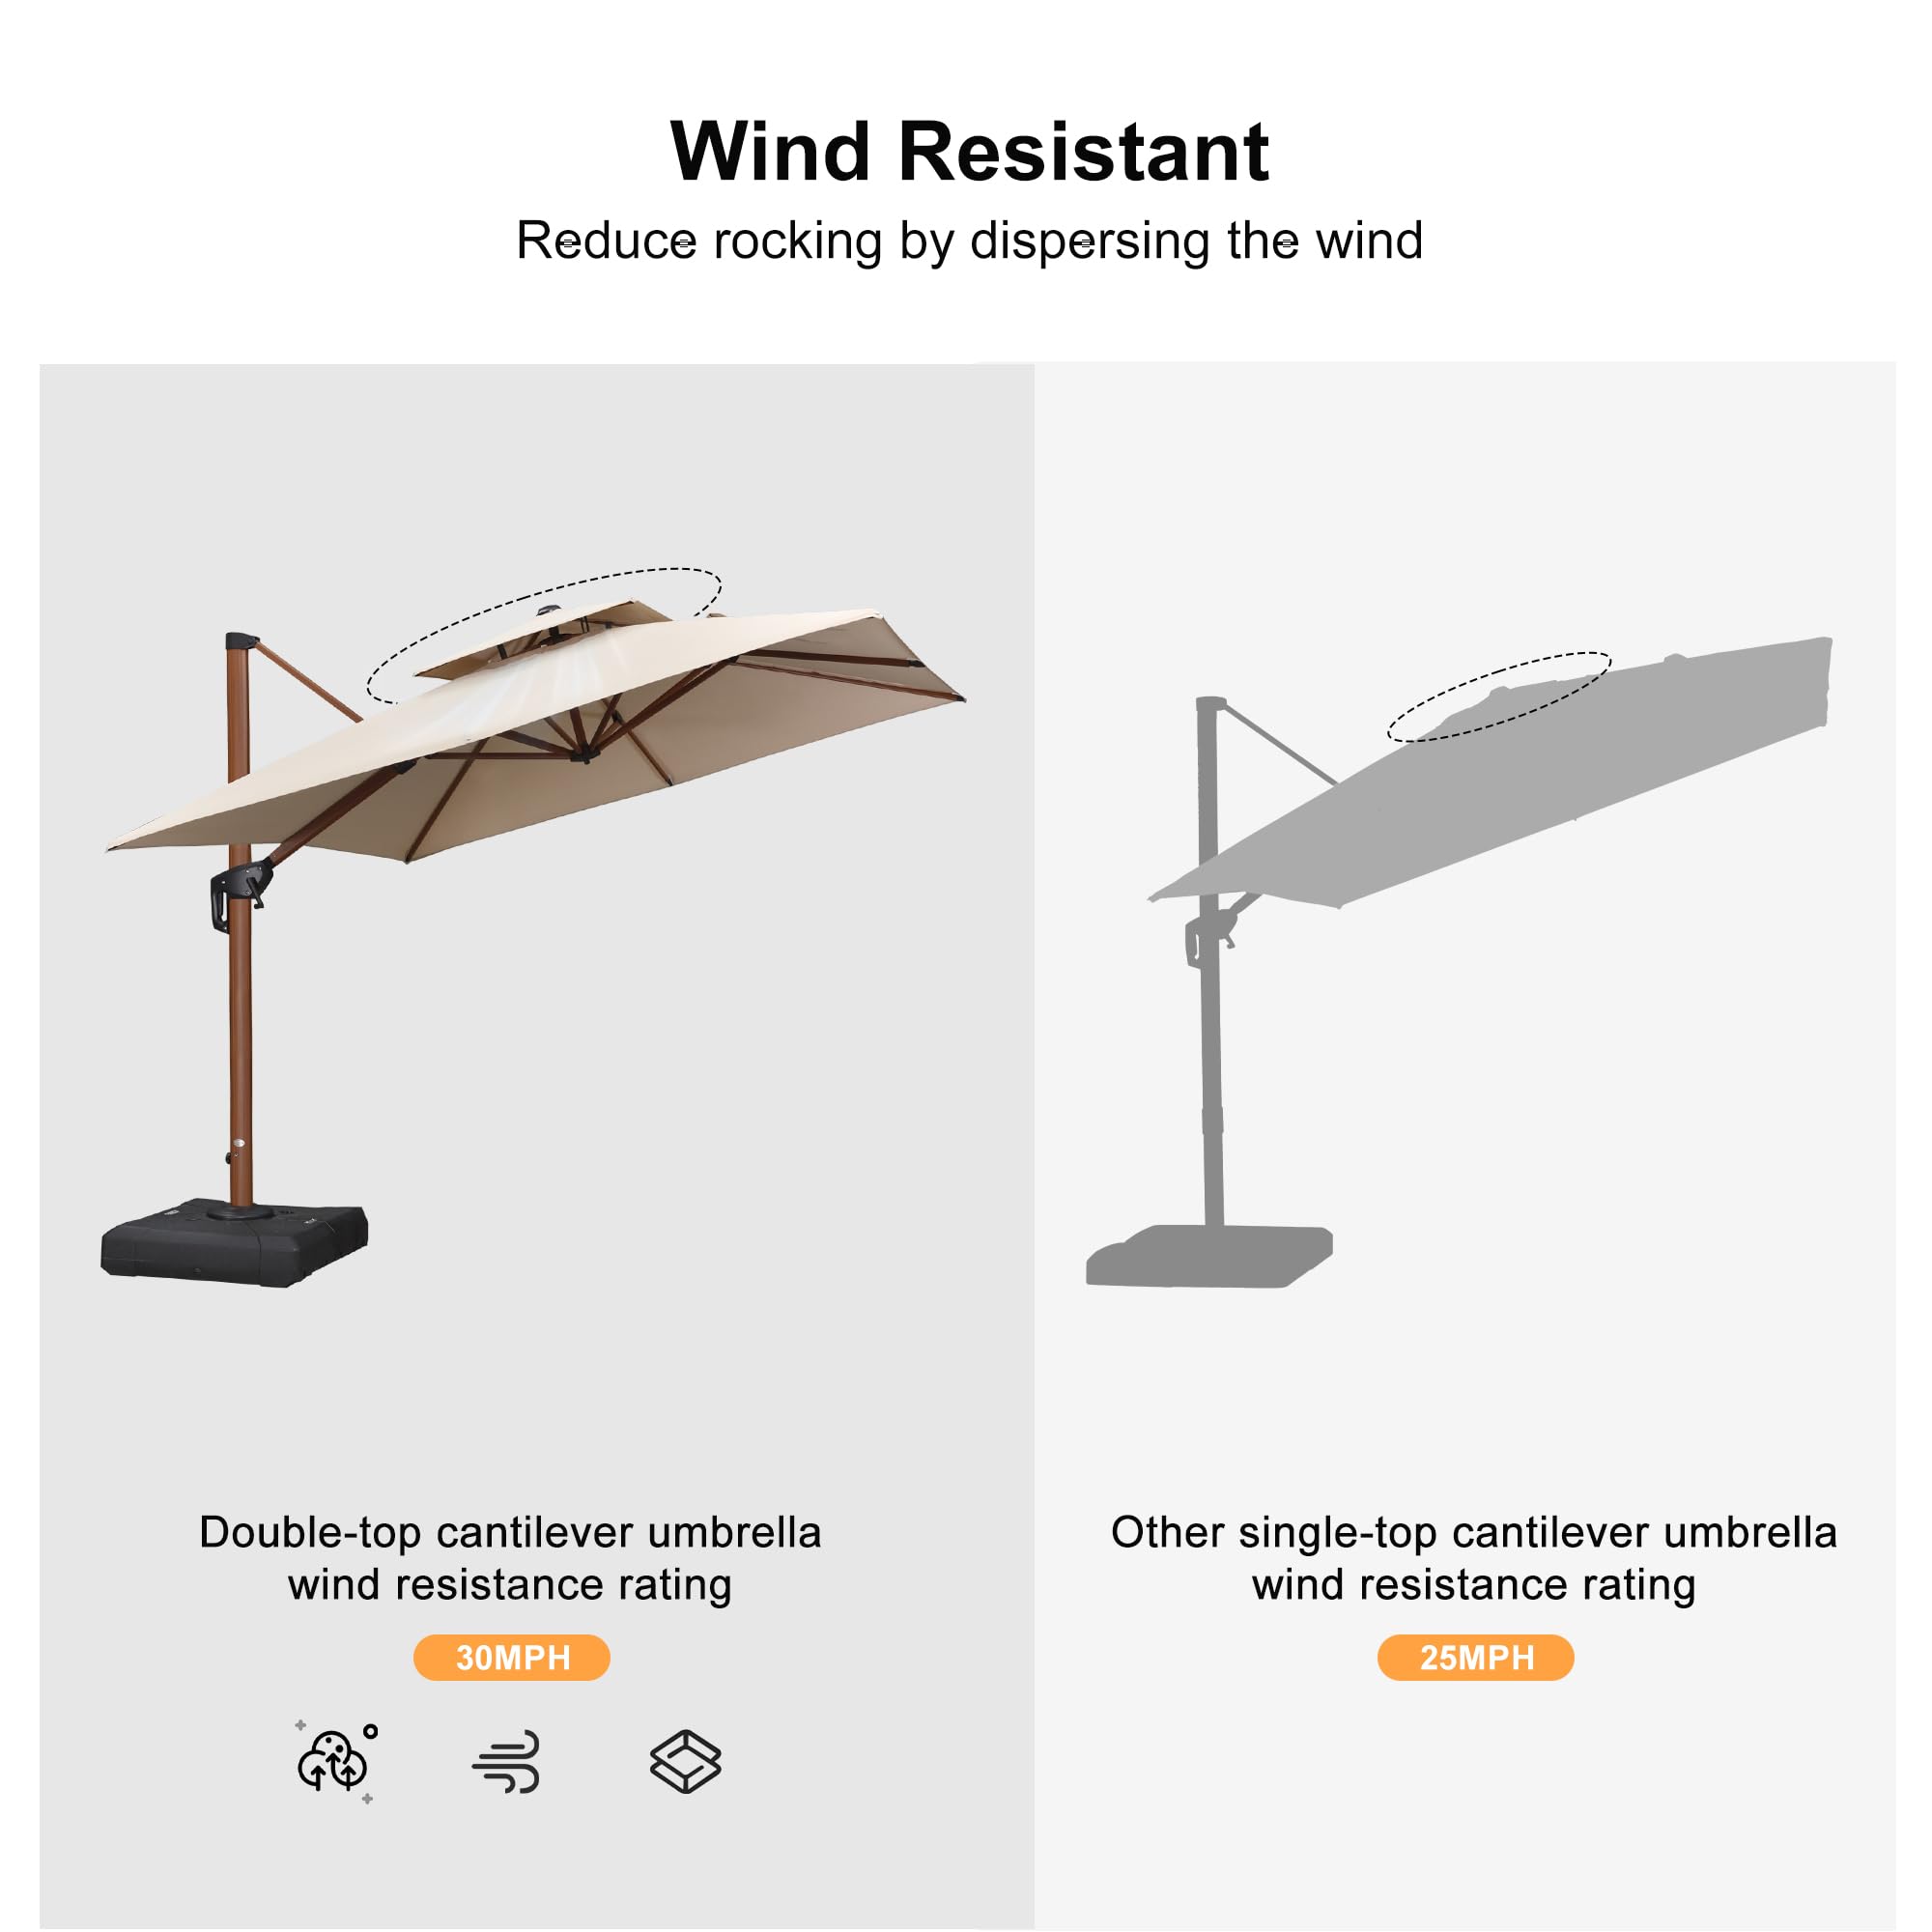 Wind Resistant
Reduce rocking by dispersing the wind
Double-top cantilever umbrella
wind resistance rating
30MPH
Other single-top cantilever umbrella
wind resistance rating
25MPH